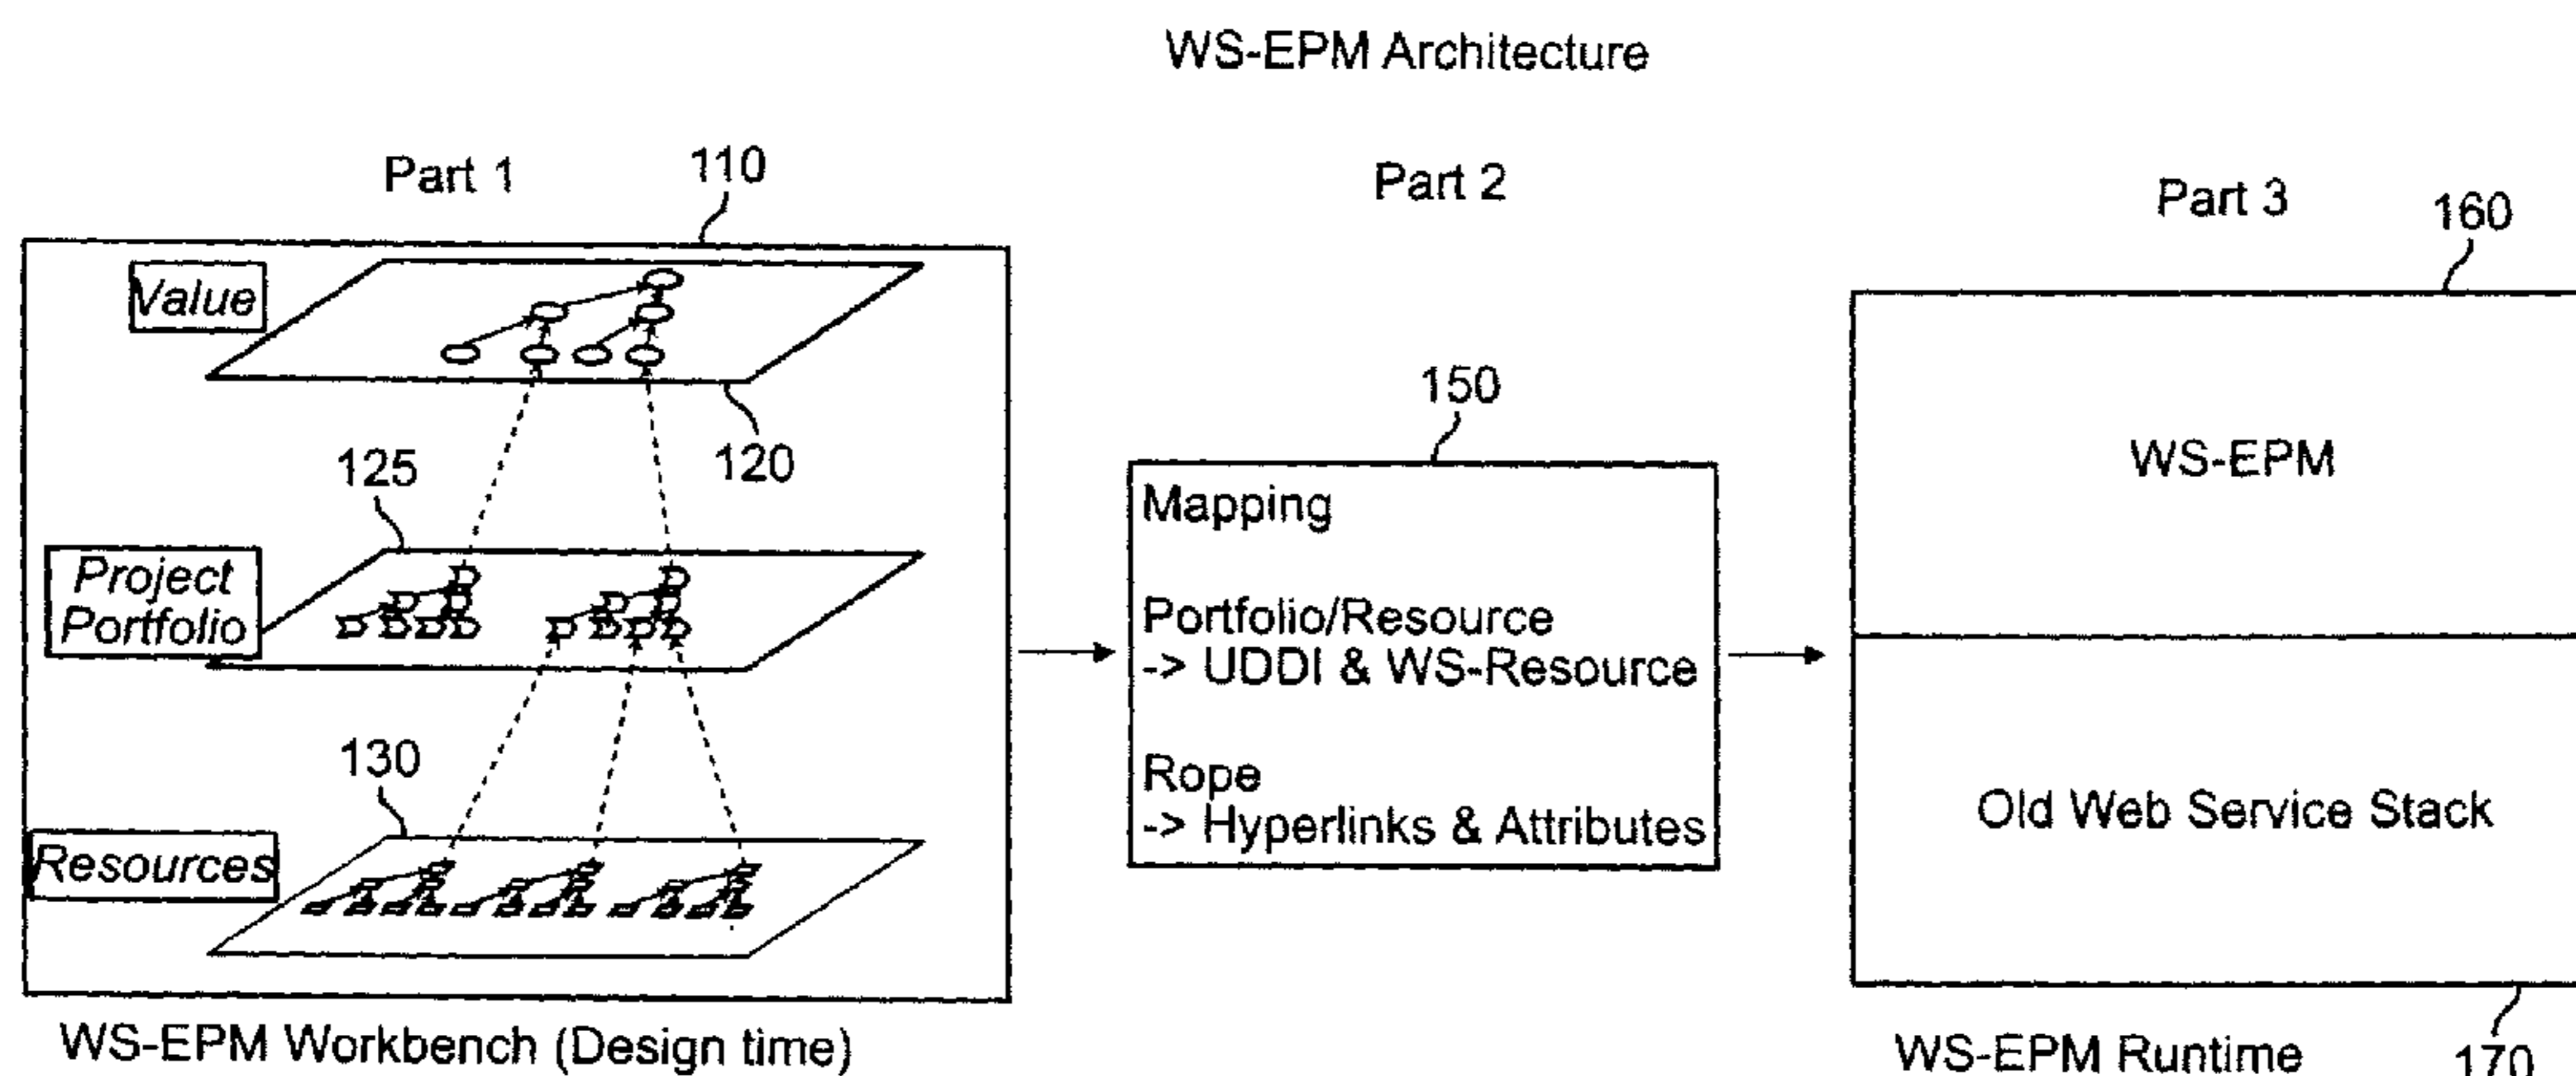 WS-EPM Architecture
Part 1
110
Part 2
Part 3
160
Value
120
125
Project
Portfolio
130
Resources
WS-EPM Workbench (Design time)
150
Mapping
Portfolio/Resource
-> UDDI & WS-Resource
Rope
-> Hyperlinks & Attributes
WS-EPM
Old Web Service Stack
WS-EPM Runtime
170